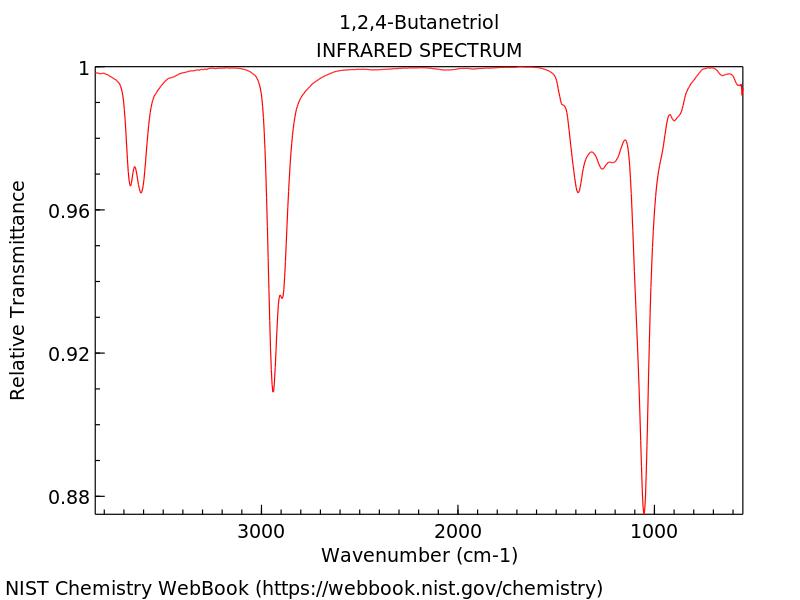 1,2,4-Butanetriol
INFRARED SPECTRUM
1
0.96
0.92
0.88
Relative Transmittance
3000 2000 1000
Wavenumber (cm-1)
NIST Chemistry WebBook (https://webbook.nist.gov/chemistry)